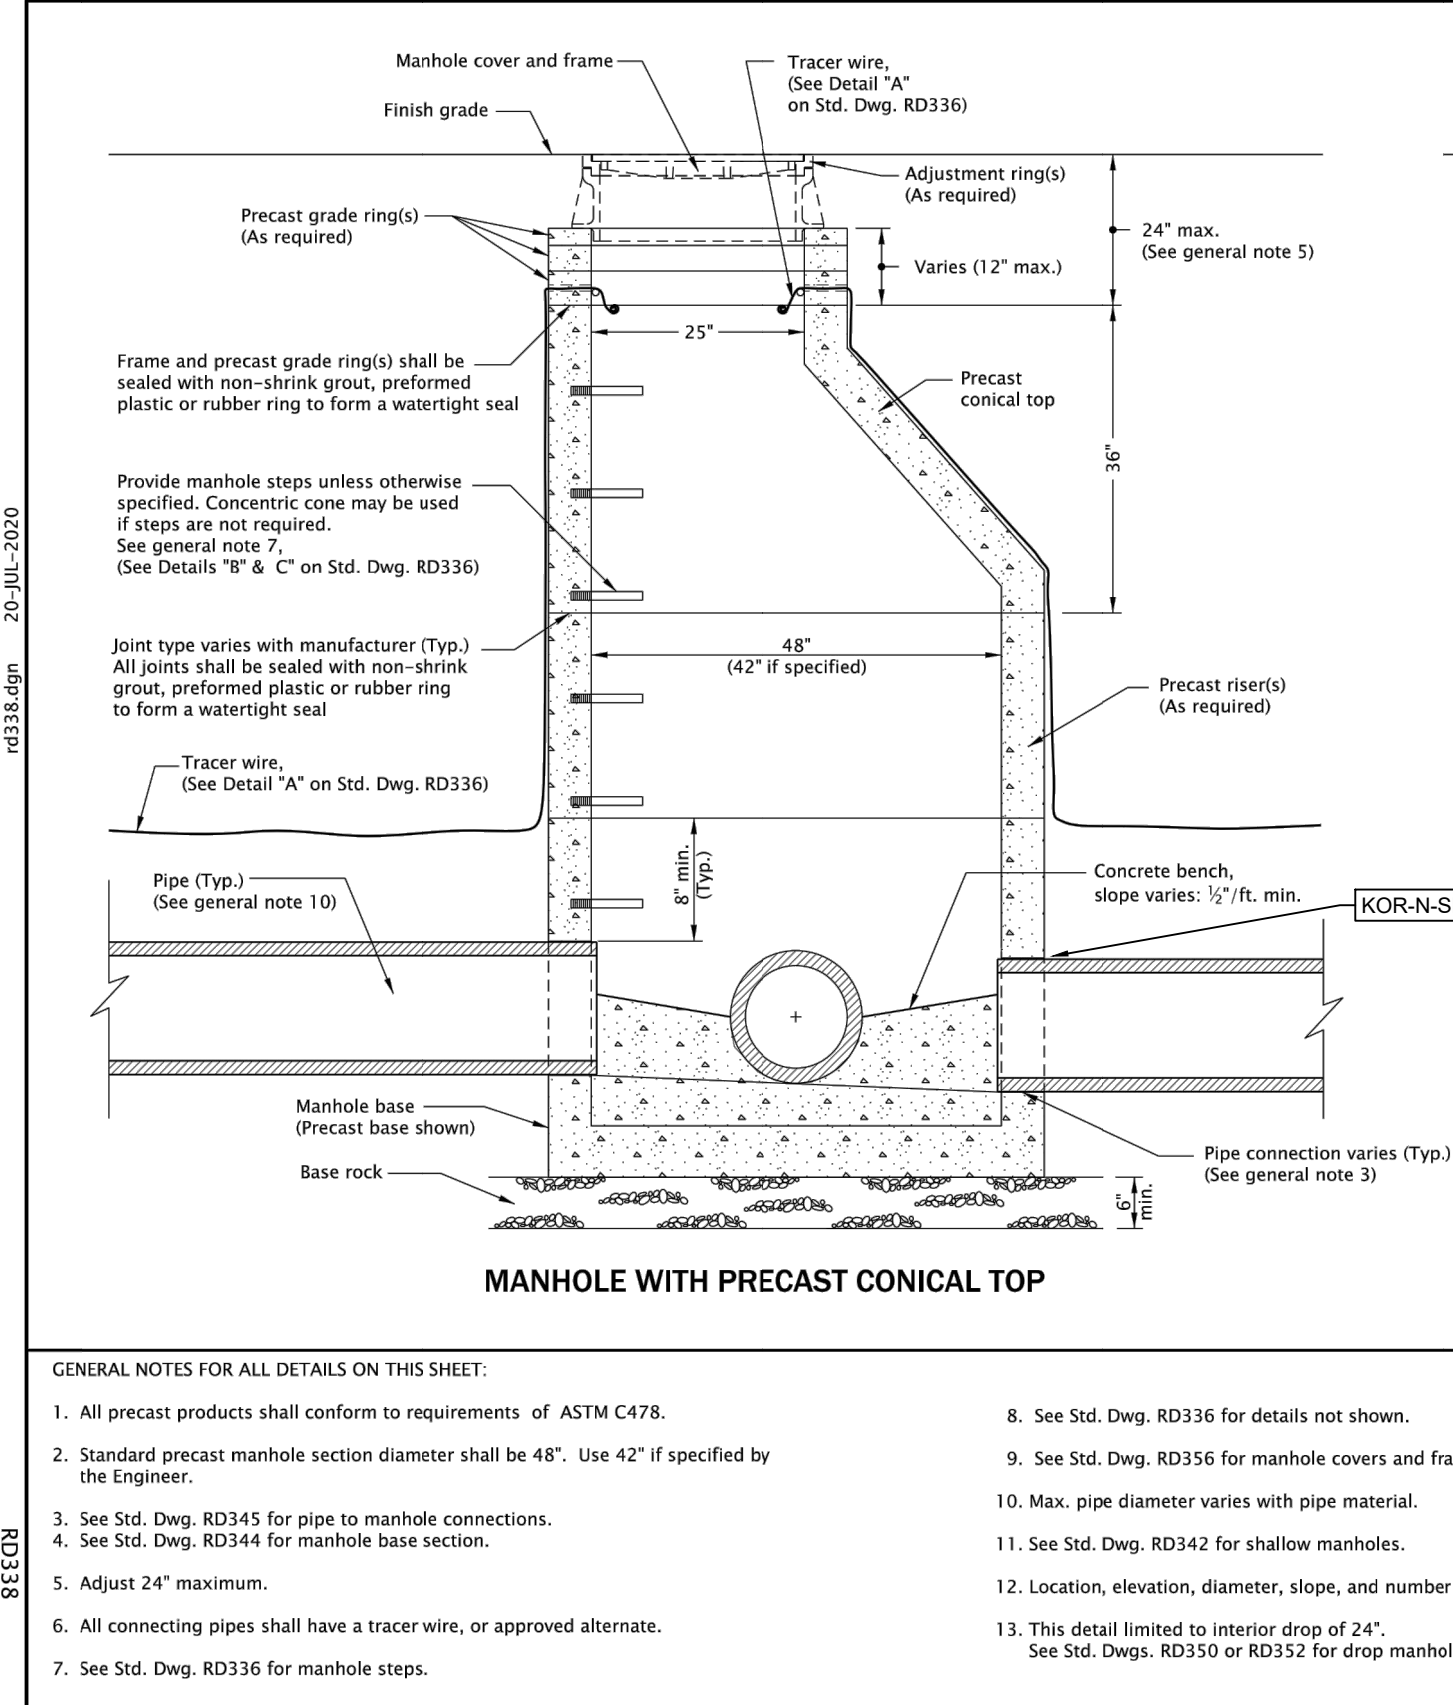 Manhole cover and frame
Finish grade
Tracer wire,
(See Detail "A"
on Std. Dwg. RD336)
Adjustment ring(s)
(As required)
Precast grade ring(s)
(As required)
24" max.
(See general note 5)
Varies (12" max.)
25"
Frame and precast grade ring(s) shall be
sealed with non-shrink grout, preformed
plastic or rubber ring to form a watertight seal
Precast
conical top
36"
Provide manhole steps unless otherwise
specified. Concentric cone may be used
if steps are not required.
See general note 7,
(See Details "B" & C" on Std. Dwg. RD336)
Joint type varies with manufacturer (Typ.)
All joints shall be sealed with non-shrink
grout, preformed plastic or rubber ring
to form a watertight seal
48"
(42" if specified)
Precast riser(s)
(As required)
Tracer wire,
(See Detail "A" on Std. Dwg. RD336)
8" min.
(Typ.)
Pipe (Typ.)
(See general note 10)
Concrete bench,
slope varies: ½"/ft. min.
KOR-N-S
Manhole base
(Precast base shown)
Base rock
Pipe connection varies (Typ.)
(See general note 3)
6"
min.
MANHOLE WITH PRECAST CONICAL TOP
rd338.dgn 20-JUL-2020
RD338
GENERAL NOTES FOR ALL DETAILS ON THIS SHEET:
1. All precast products shall conform to requirements of ASTM C478.
2. Standard precast manhole section diameter shall be 48". Use 42" if specified by
the Engineer.
3. See Std. Dwg. RD345 for pipe to manhole connections.
4. See Std. Dwg. RD344 for manhole base section.
5. Adjust 24" maximum.
6. All connecting pipes shall have a tracer wire, or approved alternate.
7. See Std. Dwg. RD336 for manhole steps.
8. See Std. Dwg. RD336 for details not shown.
9. See Std. Dwg. RD356 for manhole covers and fra
10. Max. pipe diameter varies with pipe material.
11. See Std. Dwg. RD342 for shallow manholes.
12. Location, elevation, diameter, slope, and number
13. This detail limited to interior drop of 24".
See Std. Dwgs. RD350 or RD352 for drop manhol